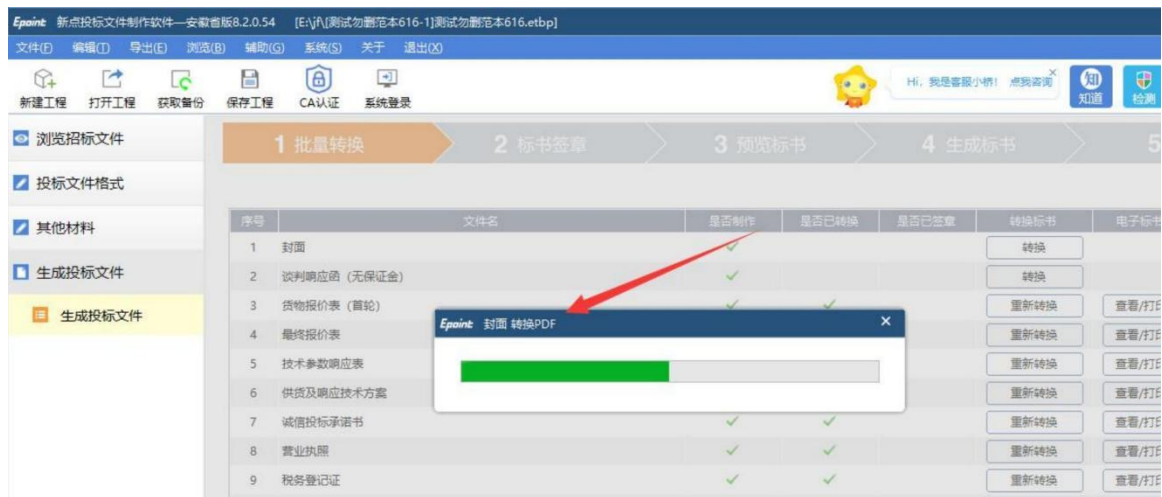 Epoint 新点投标文件制作软件—安徽省版8.2.0.54 [E:\jf\[测试勿删范本616-1]测试勿删范本616.etbp]
文件(F) 编辑(T) 导出(E) 浏览(B) 辅助(G) 系统(S) 关于 退出(X)
新建工程 打开工程 获取备份 保存工程 CA认证 系统登录 Hi，我是客服小桥！ 点我咨询 知 知道 检测
浏览招标文件
投标文件格式
其他材料
生成投标文件
生成投标文件
1 批量转换 2 标书签章 3 预览标书 4 生成标书 5
序号 文件名 是否制作 是否已转换 是否已签章 转换标书 电子标书
1 封面 转换
2 谈判响应函（无保证金） 转换
3 货物报价表（首轮） 重新转换 查看/打印
4 最终报价表 重新转换 查看/打印
5 技术参数响应表 重新转换 查看/打印
6 供货及响应技术方案 重新转换 查看/打印
7 诚信投标承诺书 重新转换 查看/打印
8 营业执照 重新转换 查看/打印
9 税务登记证 重新转换 查看/打印
Epoint 封面 转换PDF